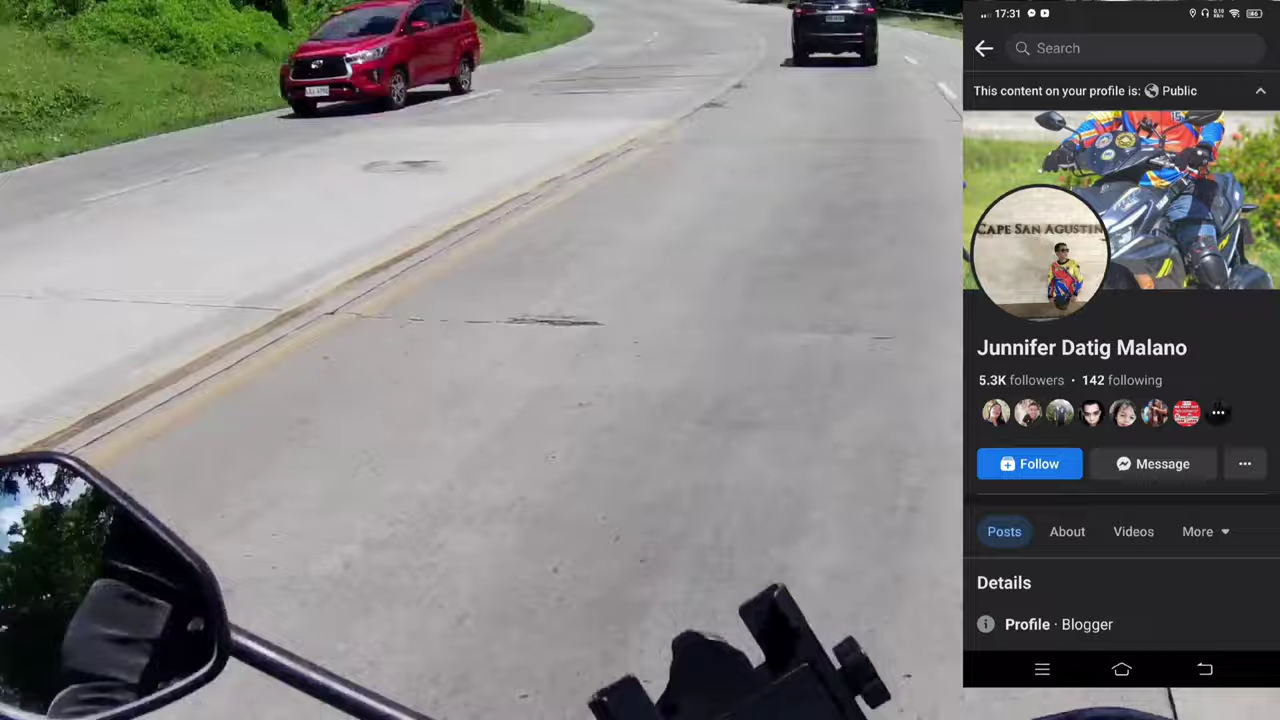 17:31
Search
This content on your profile is: Public
CAPE SAN AGUSTIN
Junnifer Datig Malano
5.3K followers · 142 following
Follow
Message
Posts
About
Videos
More
Details
Profile · Blogger